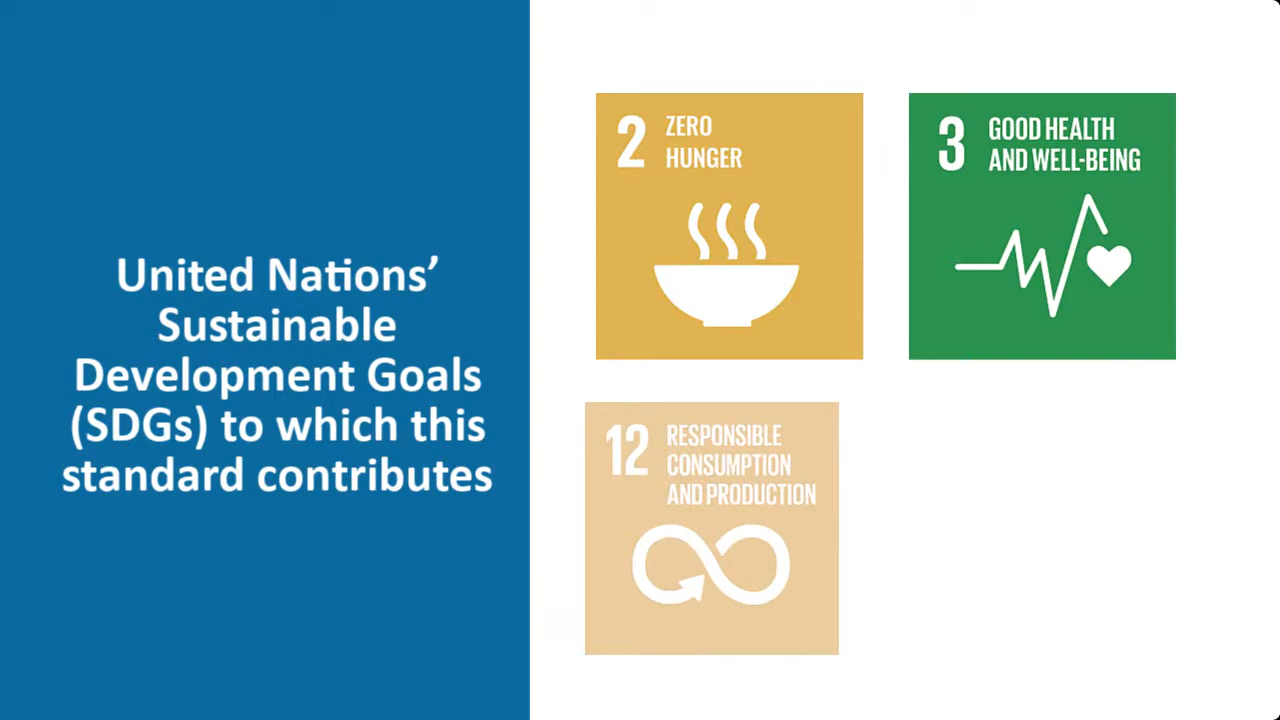 United Nations’
Sustainable
Development Goals
(SDGs) to which this
standard contributes
2
ZERO
HUNGER
3
GOOD HEALTH
AND WELL-BEING
12
RESPONSIBLE
CONSUMPTION
AND PRODUCTION